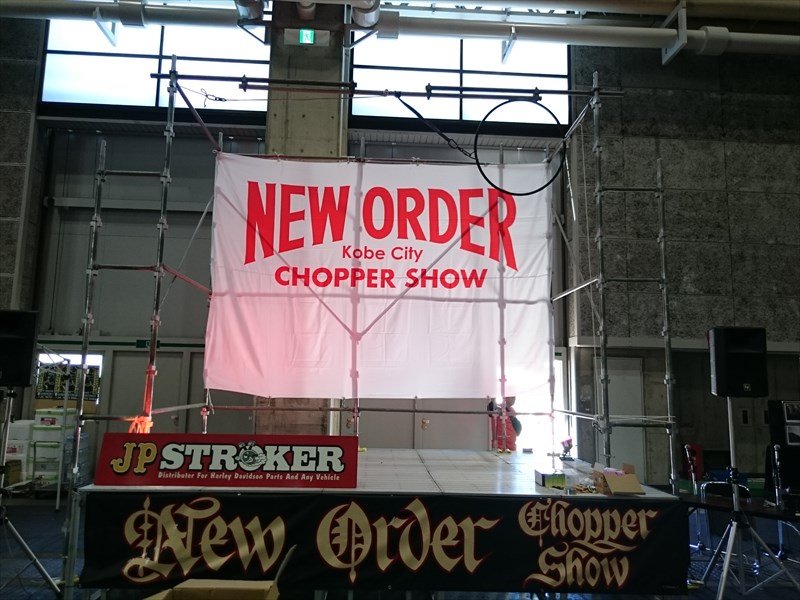 NEW ORDER
Kobe City
CHOPPER SHOW
JP STROKER
Distributor For Harley Davidson Parts And Any Vehicle
New Order Chopper
Show